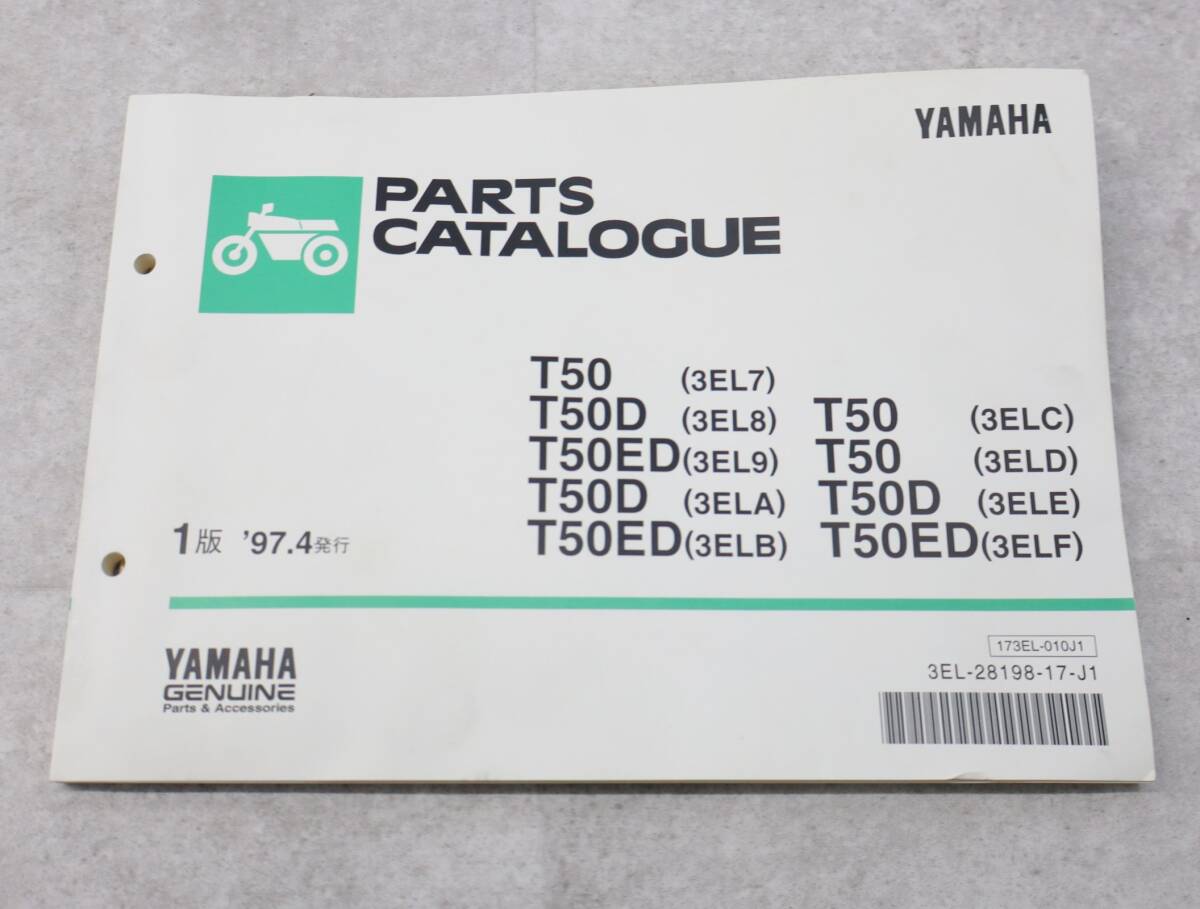 YAMAHA
PARTS
CATALOGUE
T50 (3EL7)
T50D (3EL8)
T50ED(3EL9)
T50D (3ELA)
T50ED(3ELB)
T50 (3ELC)
T50 (3ELD)
T50D (3ELE)
T50ED(3ELF)
1版 '97.4発行
YAMAHA
GENUINE
Parts & Accessories
173EL-010J1
3EL-28198-17-J1